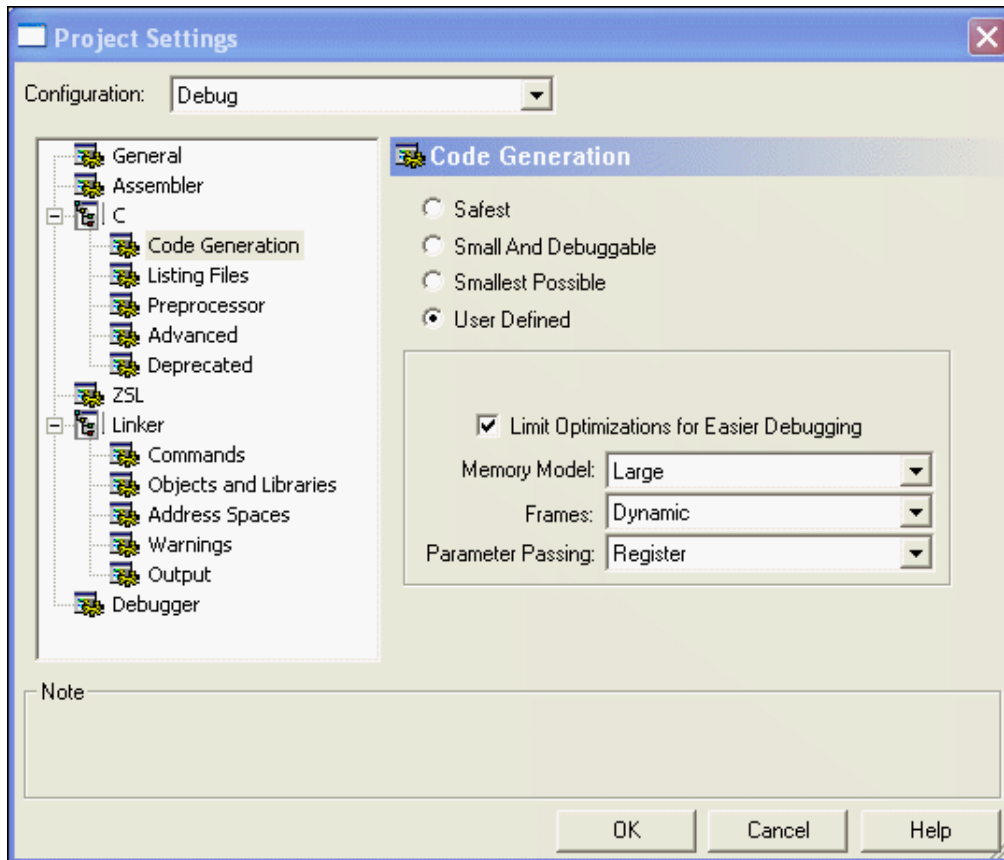 Project Settings
Configuration: Debug
General
Assembler
C
Code Generation
Listing Files
Preprocessor
Advanced
Deprecated
ZSL
Linker
Commands
Objects and Libraries
Address Spaces
Warnings
Output
Debugger
Code Generation
Safest
Small And Debuggable
Smallest Possible
User Defined
Limit Optimizations for Easier Debugging
Memory Model: Large
Frames: Dynamic
Parameter Passing: Register
Note
OK Cancel Help